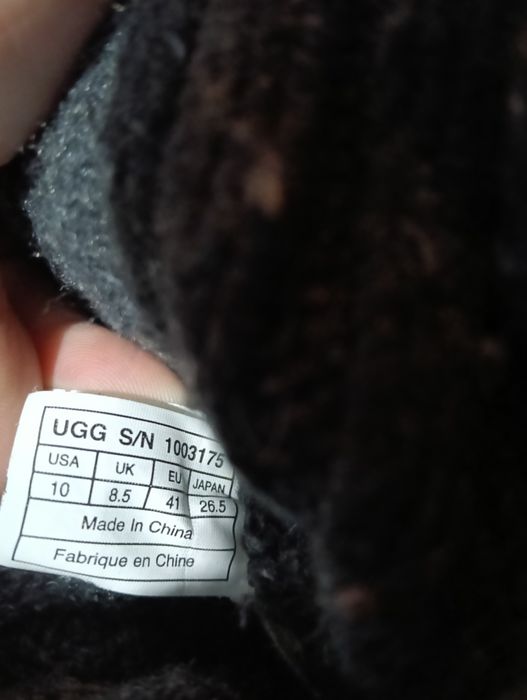 UGG S/N 1003175
USA UK EU JAPAN
10 8.5 41 26.5
Made In China
Fabrique en Chine